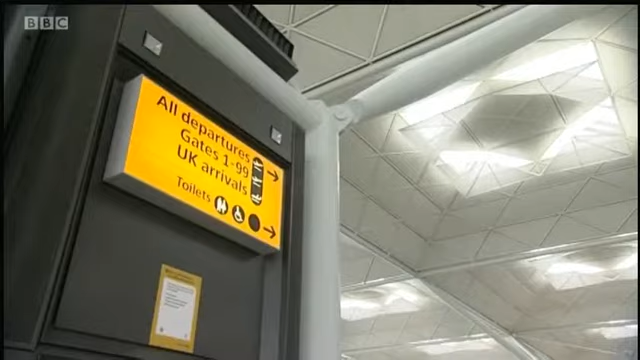 BBC
All departures
Gates 1-99
UK arrivals
Toilets